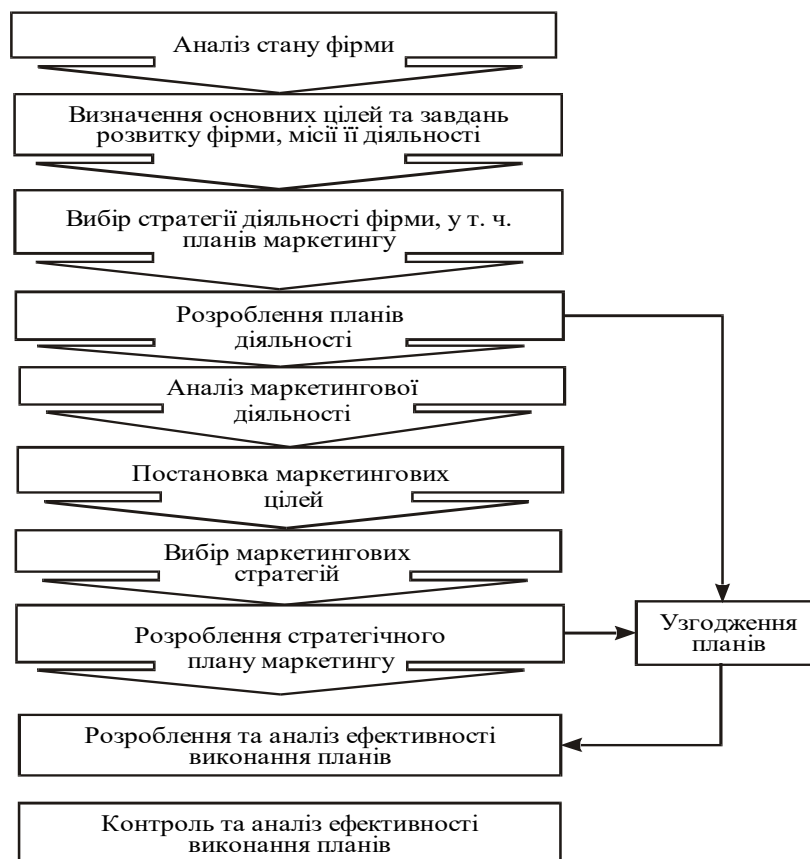 Аналіз стану фірми
Визначення основних цілей та завдань
розвитку фірми, місії її діяльності
Вибір стратегії діяльності фірми, у т. ч.
планів маркетингу
Розроблення планів
діяльності
Аналіз маркетингової
діяльності
Постановка маркетингових
цілей
Вибір маркетингових
стратегій
Розроблення стратегічного
плану маркетингу
Узгодження
планів
Розроблення та аналіз ефективності
виконання планів
Контроль та аналіз ефективності
виконання планів